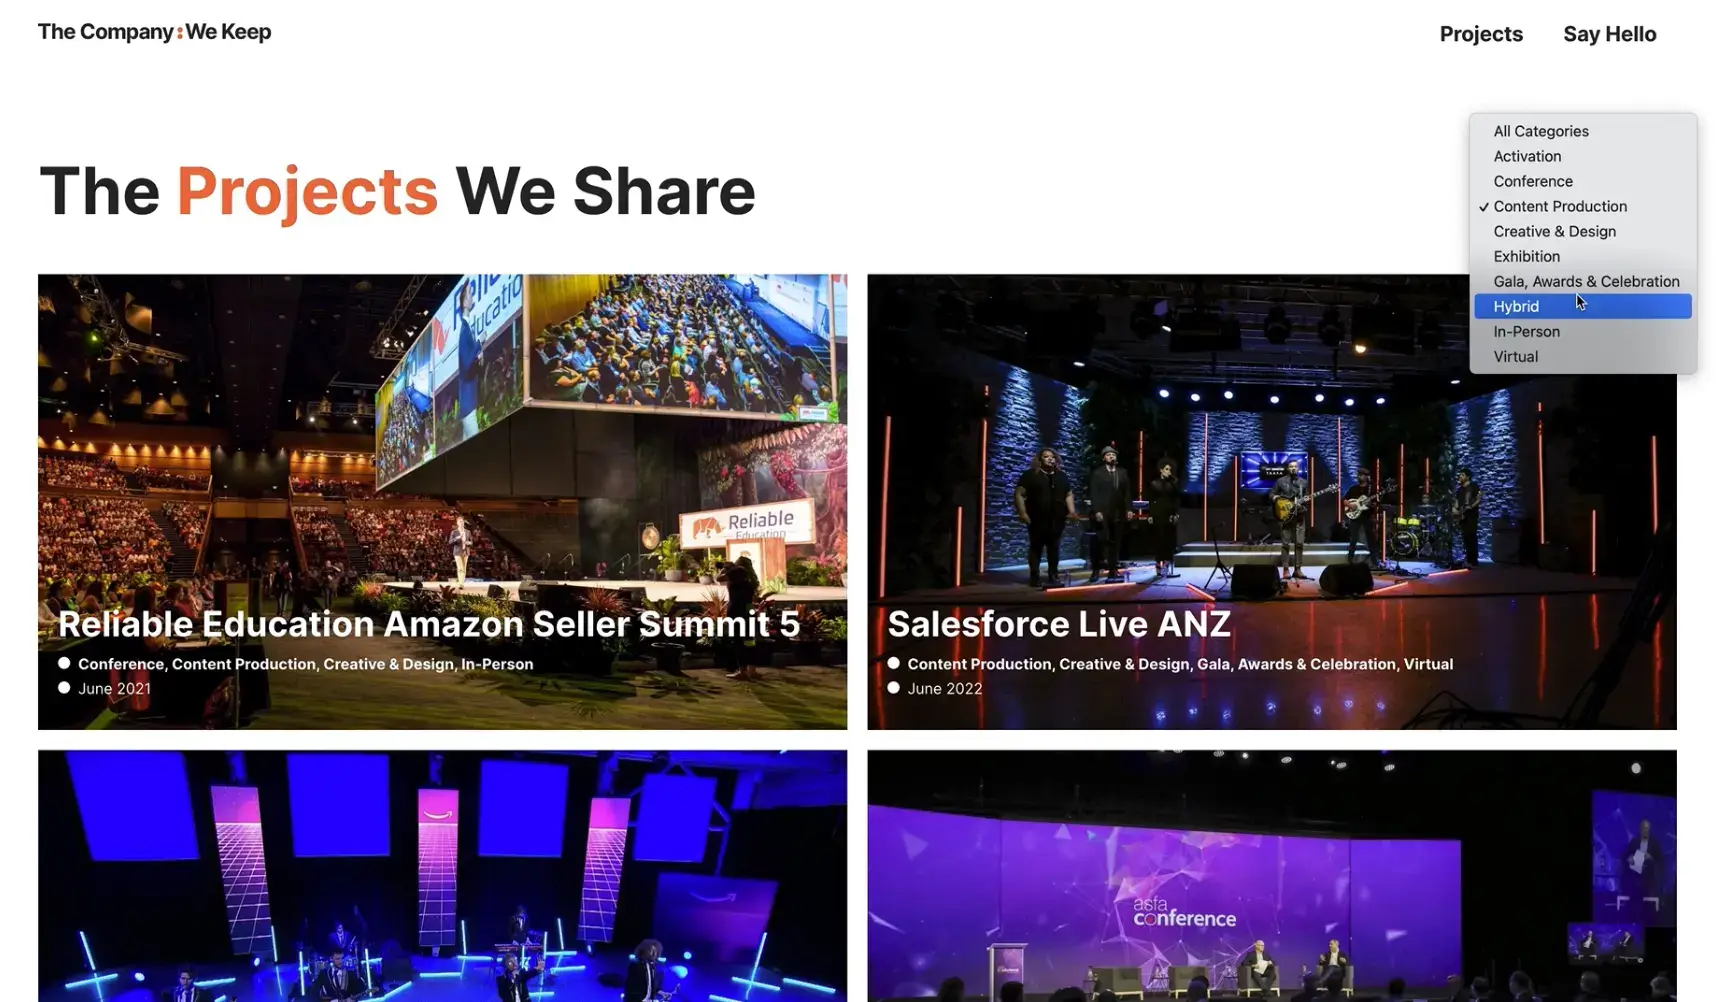 The Company:We Keep
Projects
Say Hello
All Categories
Activation
Conference
✓ Content Production
Creative & Design
Exhibition
Gala, Awards & Celebration
Hybrid
In-Person
Virtual
The Projects We Share
Reliable
Education
Reliable Education Amazon Seller Summit 5
Conference, Content Production, Creative & Design, In-Person
June 2021
Salesforce Live ANZ
Content Production, Creative & Design, Gala, Awards & Celebration, Virtual
June 2022
asfa
conference